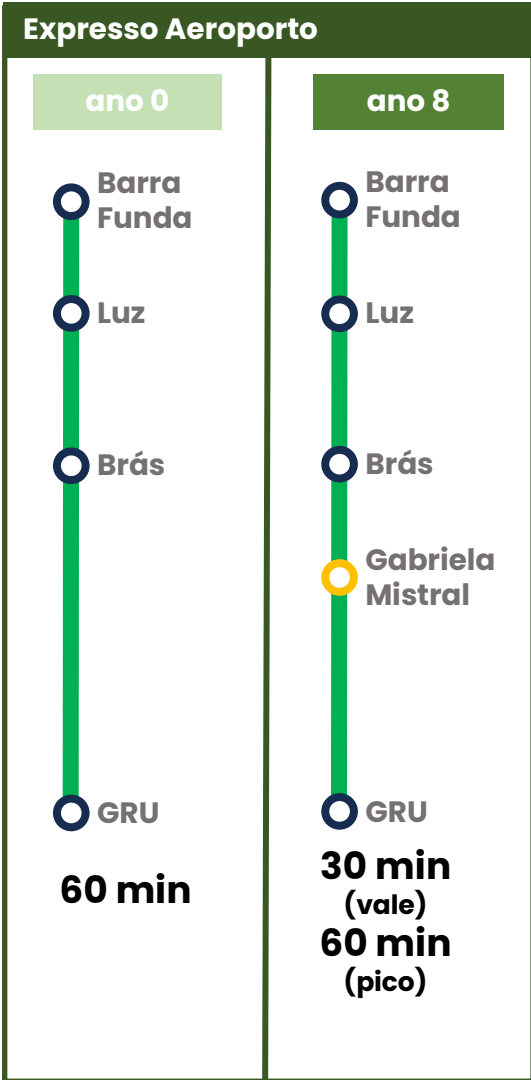 Expresso Aeroporto
ano 0
Barra
Funda
Luz
Brás
GRU
60 min
ano 8
Barra
Funda
Luz
Brás
Gabriela
Mistral
GRU
30 min
(vale)
60 min
(pico)